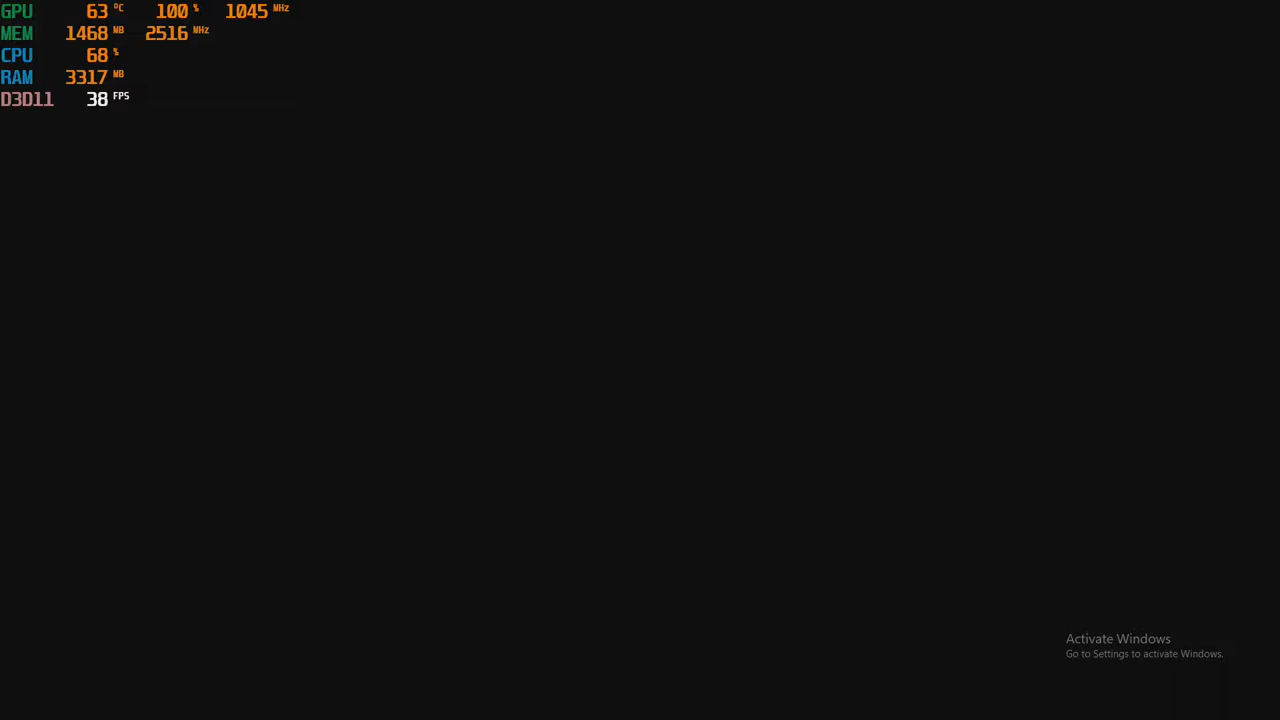 GPU 63 °C 100 % 1045 MHz
MEM 1468 MB 2516 MHz
CPU 68 %
RAM 3317 MB
D3D11 38 FPS
Activate Windows
Go to Settings to activate Windows.